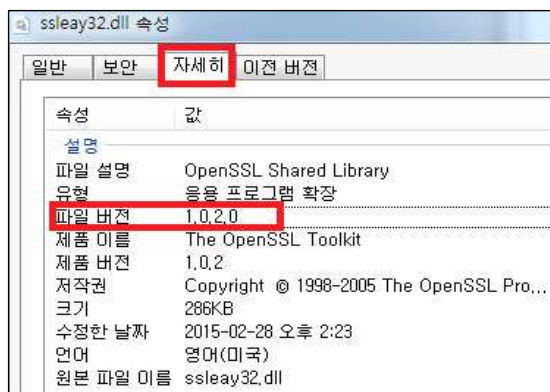 ssleay32.dll 속성
일반 보안 자세히 이전 버전
속성 값
설명
파일 설명 OpenSSL Shared Library
유형 응용 프로그램 확장
파일 버전 1.0.2.0
제품 이름 The OpenSSL Toolkit
제품 버전 1.0.2
저작권 Copyright © 1998-2005 The OpenSSL Pro...
크기 286KB
수정한 날짜 2015-02-28 오후 2:23
언어 영어(미국)
원본 파일 이름 ssleay32.dll